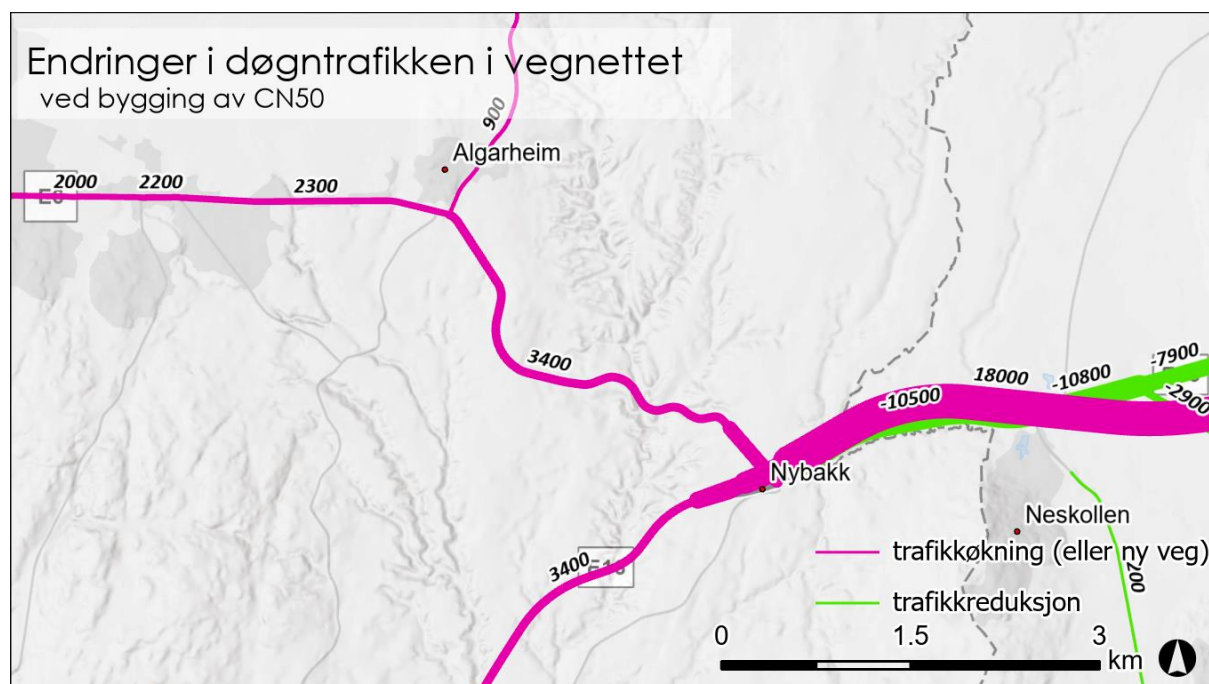 Endringer i døgntrafikken i vegnettet
ved bygging av CN50
900
Algarheim
2000
2200
2300
E6
3400
18000
-10500
-10800
-7900
-2900
Nybakk
Neskollen
3400
trafikkøkning (eller ny veg)
trafikkreduksjon
0
1.5
3
km